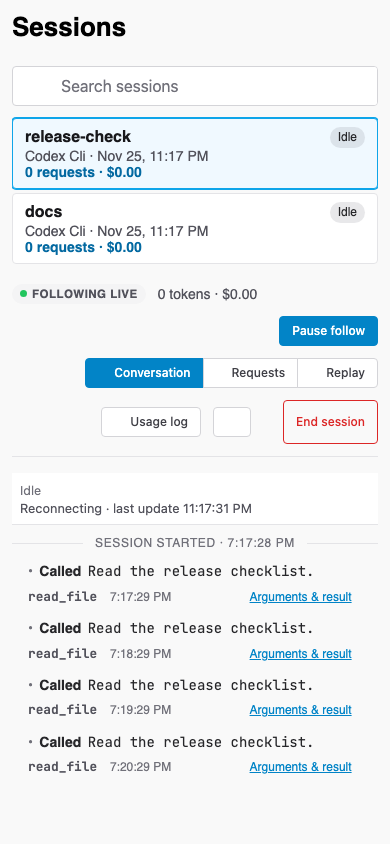 Sessions
Search sessions
release-check Idle
Codex Cli · Nov 25, 11:17 PM
0 requests · $0.00
docs Idle
Codex Cli · Nov 25, 11:17 PM
0 requests · $0.00
FOLLOWING LIVE 0 tokens · $0.00
Pause follow
Conversation Requests Replay
Usage log End session
Idle
Reconnecting · last update 11:17:31 PM
SESSION STARTED · 7:17:28 PM
• Called Read the release checklist.
read_file 7:17:29 PM Arguments & result
• Called Read the release checklist.
read_file 7:18:29 PM Arguments & result
• Called Read the release checklist.
read_file 7:19:29 PM Arguments & result
• Called Read the release checklist.
read_file 7:20:29 PM Arguments & result